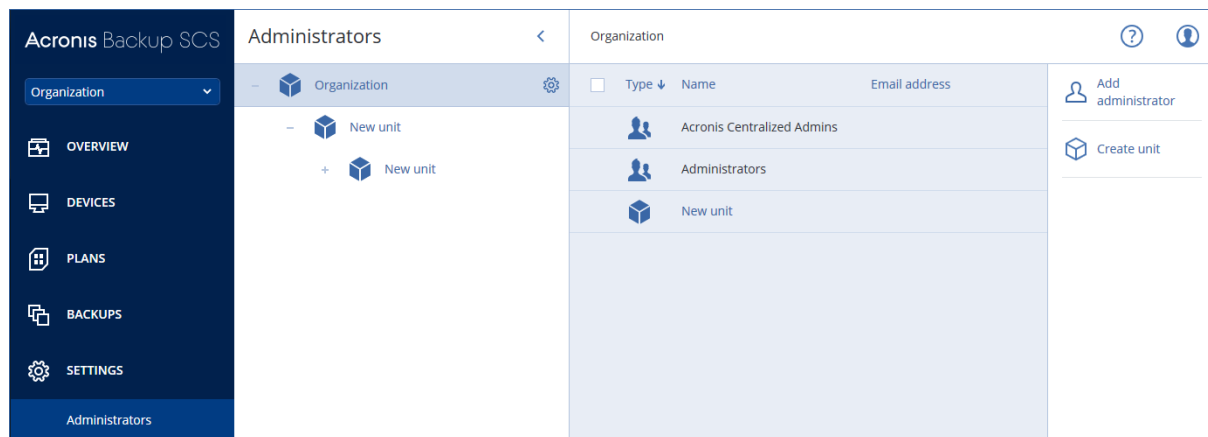 Acronis Backup SCS
Organization
OVERVIEW
DEVICES
PLANS
BACKUPS
SETTINGS
Administrators
Administrators
Organization
New unit
New unit
Organization
Type Name Email address
Acronis Centralized Admins
Administrators
New unit
Add
administrator
Create unit